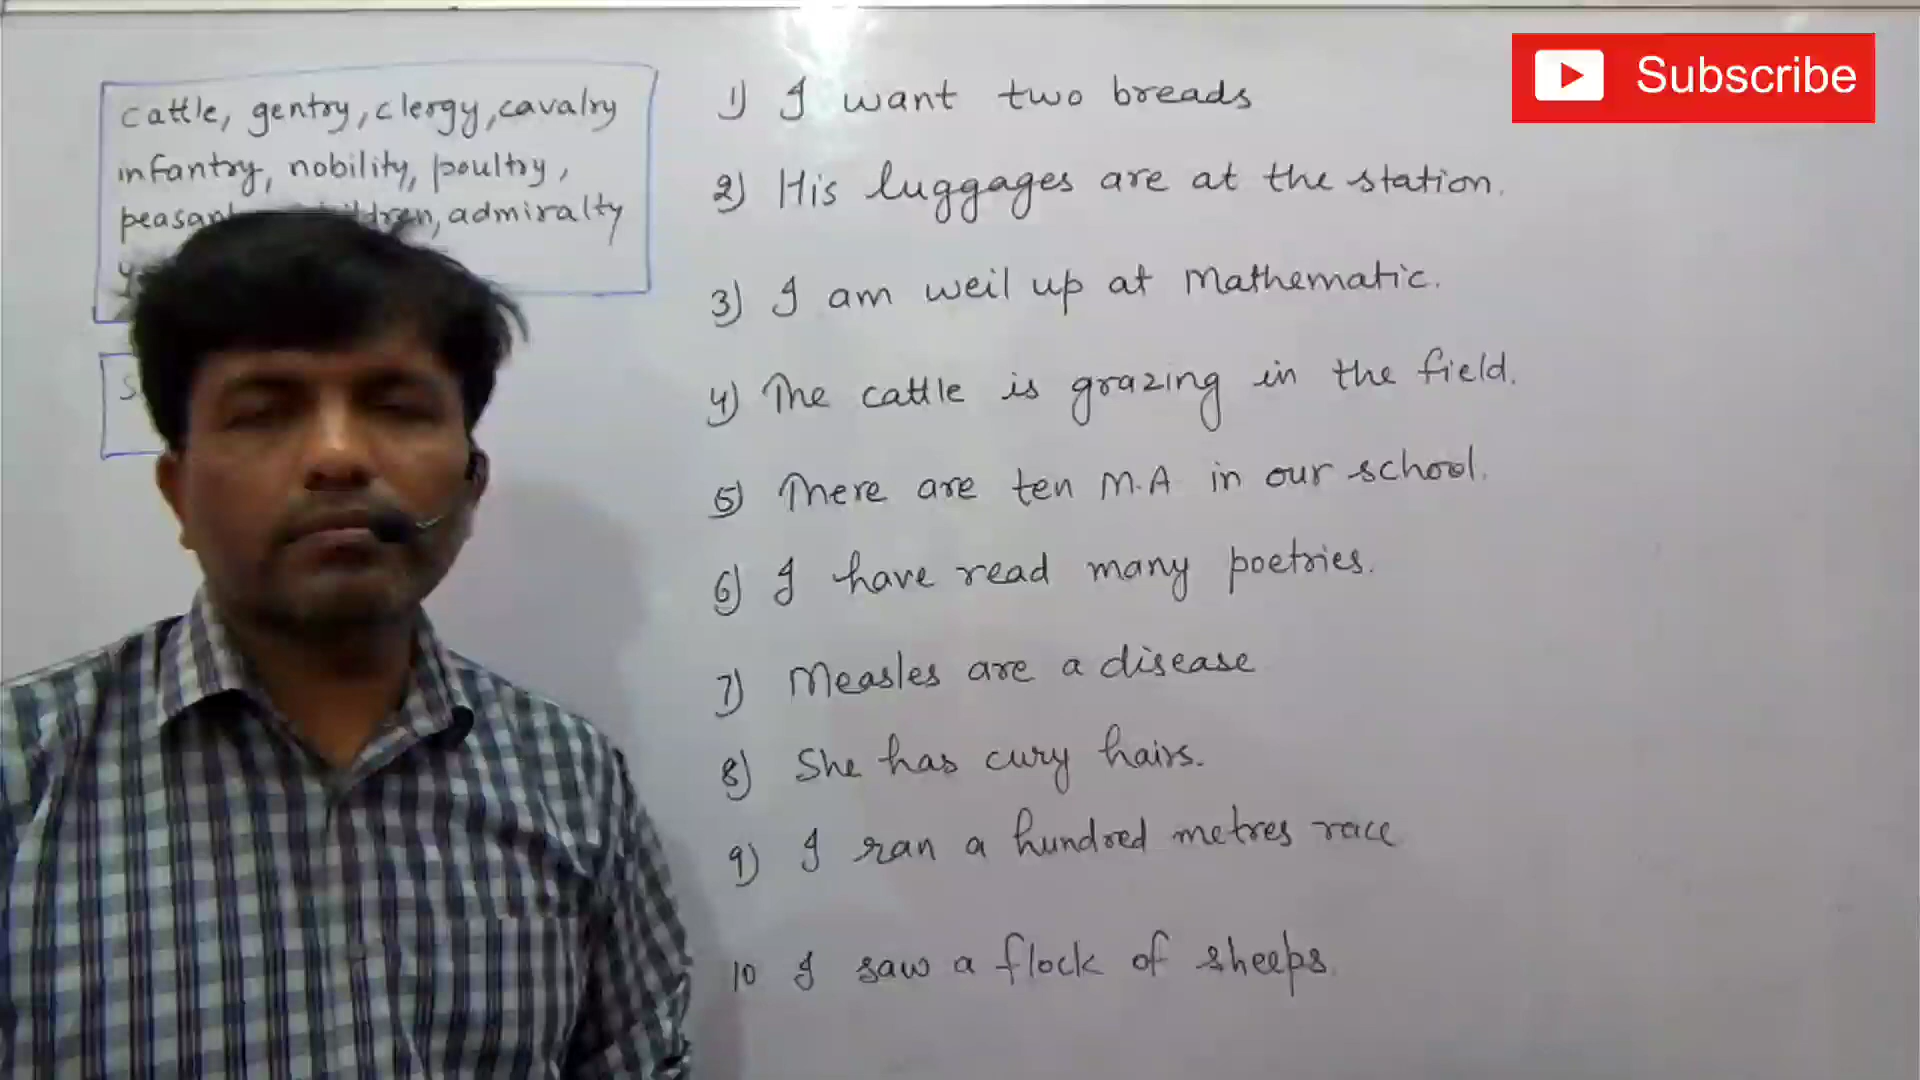 cattle, gentry, clergy, cavalry
infantry, nobility, poultry,
admiralty
1) I want two breads
2) His luggages are at the station.
3) I am weil up at Mathematic.
4) The cattle is grazing in the field.
5) There are ten M.A in our school.
6) I have read many poetries.
7) Measles are a disease
8) She has cury hairs.
9) I ran a hundred metres race
10 I saw a flock of sheeps.
Subscribe